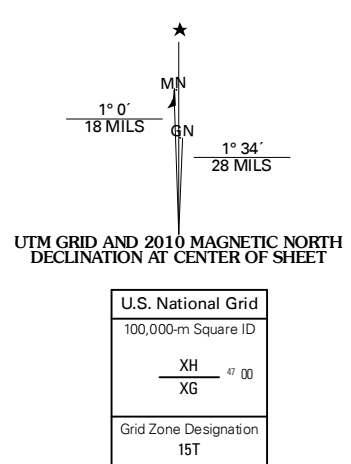 MN
1° 0´
18 MILS
GN
1° 34´
28 MILS
UTM GRID AND 2010 MAGNETIC NORTH
DECLINATION AT CENTER OF SHEET
U.S. National Grid
100,000-m Square ID
XH
47 00
XG
Grid Zone Designation
15T